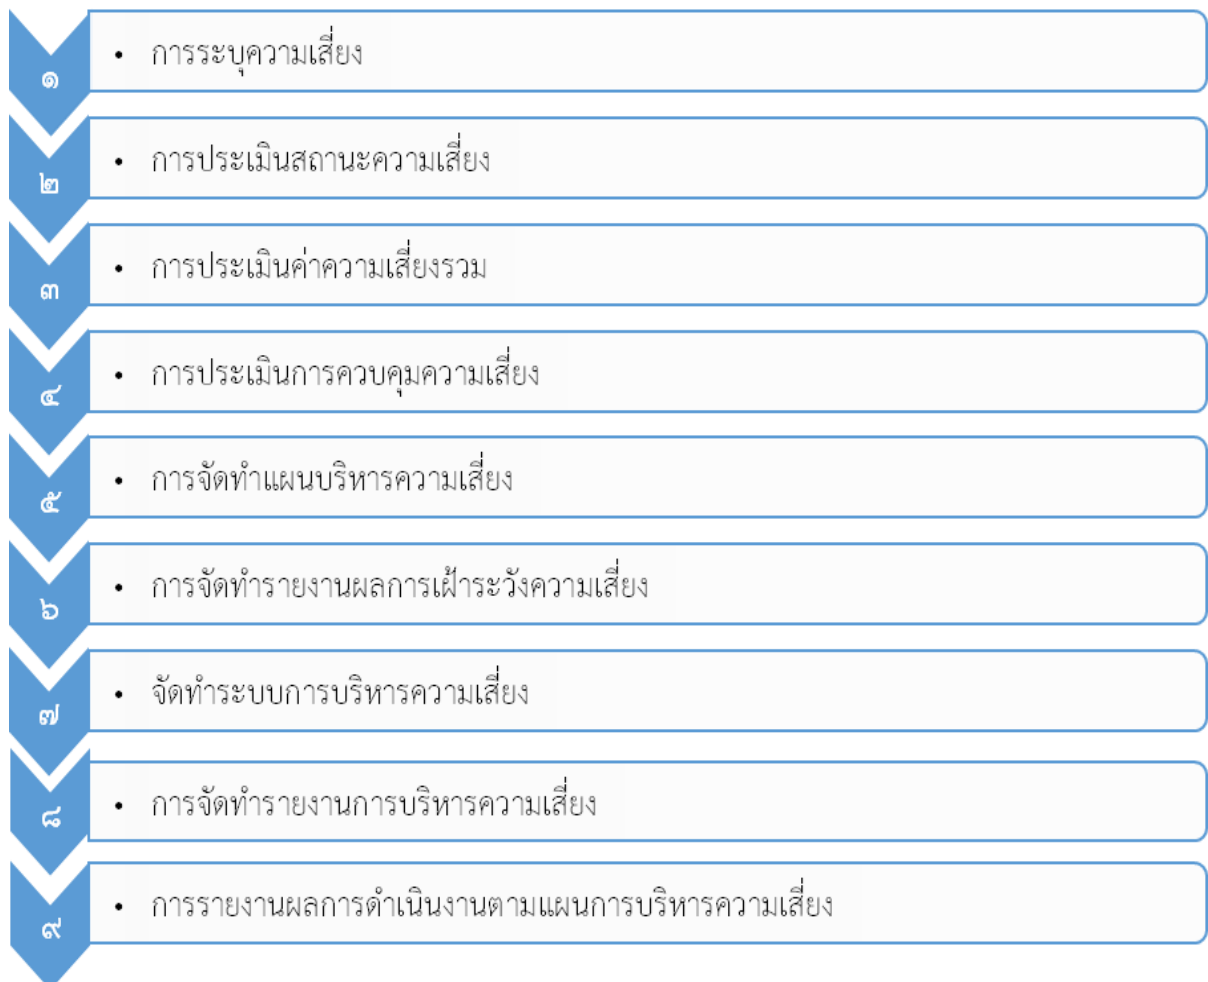 ๑
• การระบุความเสี่ยง
๒
• การประเมินสถานะความเสี่ยง
๓
• การประเมินค่าความเสี่ยงรวม
๔
• การประเมินการควบคุมความเสี่ยง
๕
• การจัดทำแผนบริหารความเสี่ยง
๖
• การจัดทำรายงานผลการเฝ้าระวังความเสี่ยง
๗
• จัดทำระบบการบริหารความเสี่ยง
๘
• การจัดทำรายงานการบริหารความเสี่ยง
๙
• การรายงานผลการดำเนินงานตามแผนการบริหารความเสี่ยง